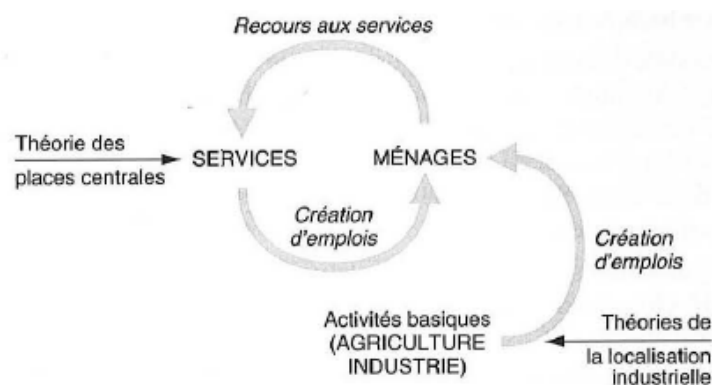 Recours aux services
Théorie des
places centrales
SERVICES
MÉNAGES
Création
d'emplois
Création
d'emplois
Activités basiques
(AGRICULTURE
INDUSTRIE)
Théories de
la localisation
industrielle